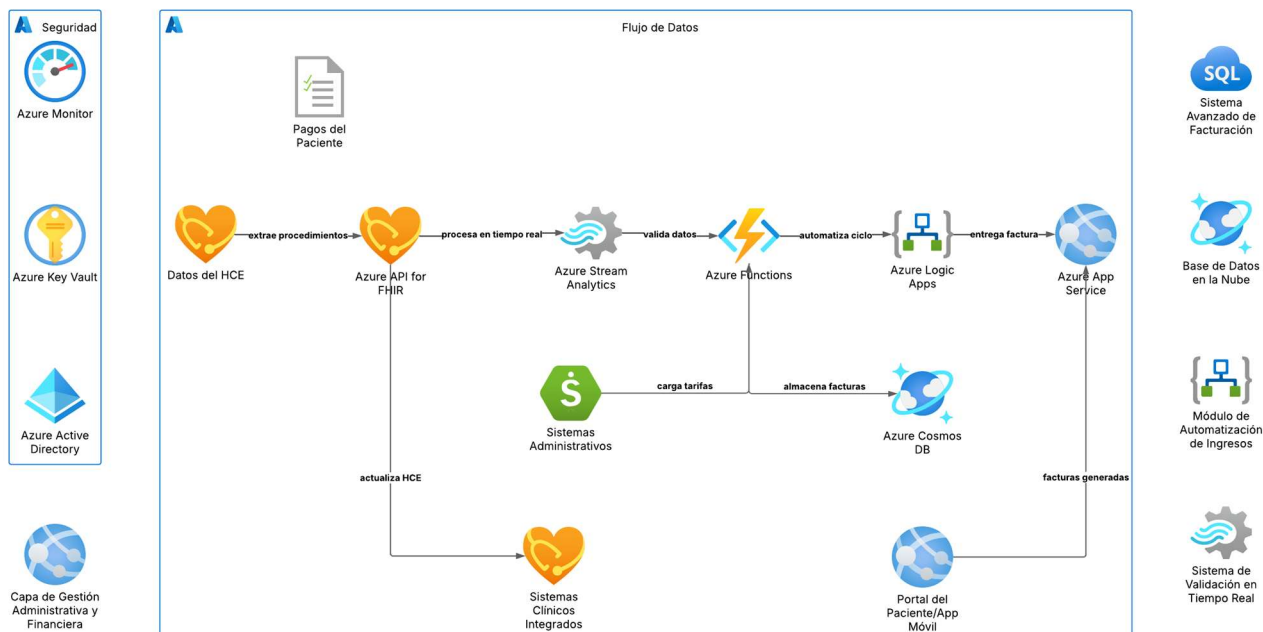 Seguridad
Azure Monitor
Azure Key Vault
Azure Active
Directory
Capa de Gestión
Administrativa y
Financiera
Flujo de Datos
Pagos del
Paciente
Datos del HCE
extrae procedimientos
Azure API for
FHIR
procesa en tiempo real
Azure Stream
Analytics
valida datos
Azure Functions
automatiza ciclo
Azure Logic
Apps
entrega factura
Azure App
Service
Sistemas
Administrativos
carga tarifas
almacena facturas
Azure Cosmos
DB
actualiza HCE
facturas generadas
Sistemas
Clínicos
Integrados
Portal del
Paciente/App
Móvil
SQL
Sistema
Avanzado de
Facturación
Base de Datos
en la Nube
Módulo de
Automatización
de Ingresos
Sistema de
Validación en
Tiempo Real